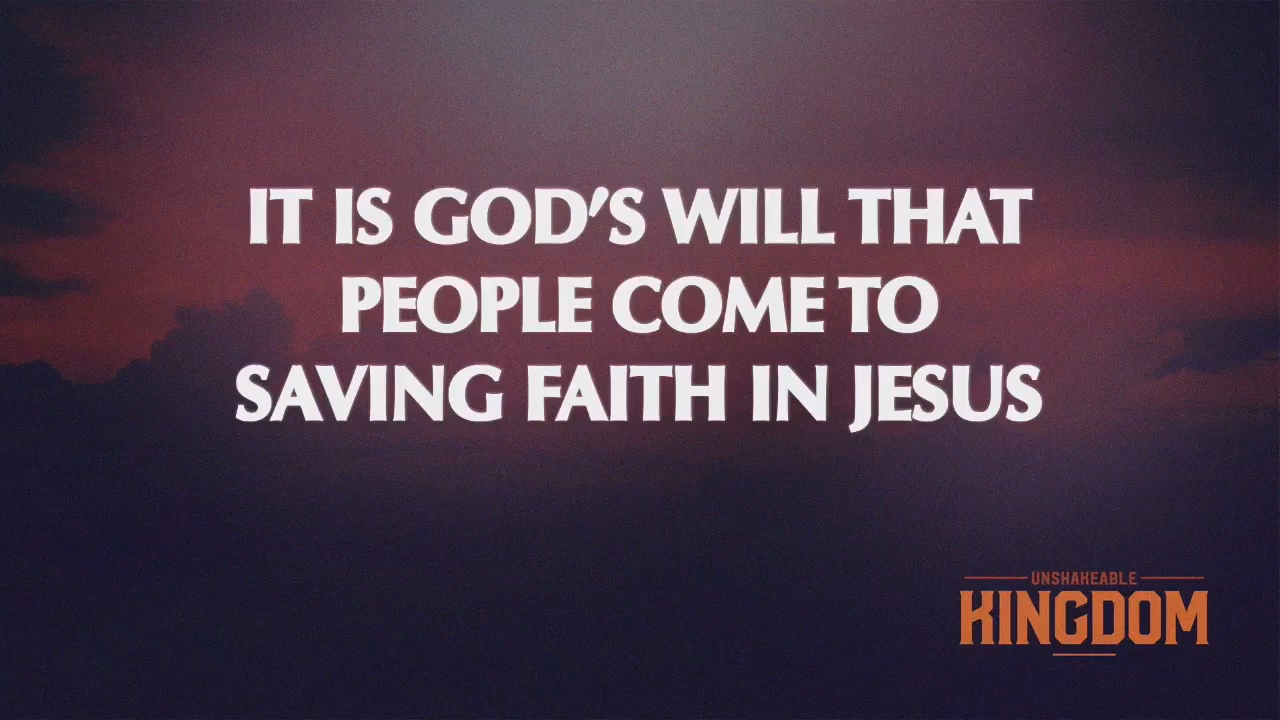 IT IS GOD’S WILL THAT
PEOPLE COME TO
SAVING FAITH IN JESUS
UNSHAKEABLE
KINGDOM